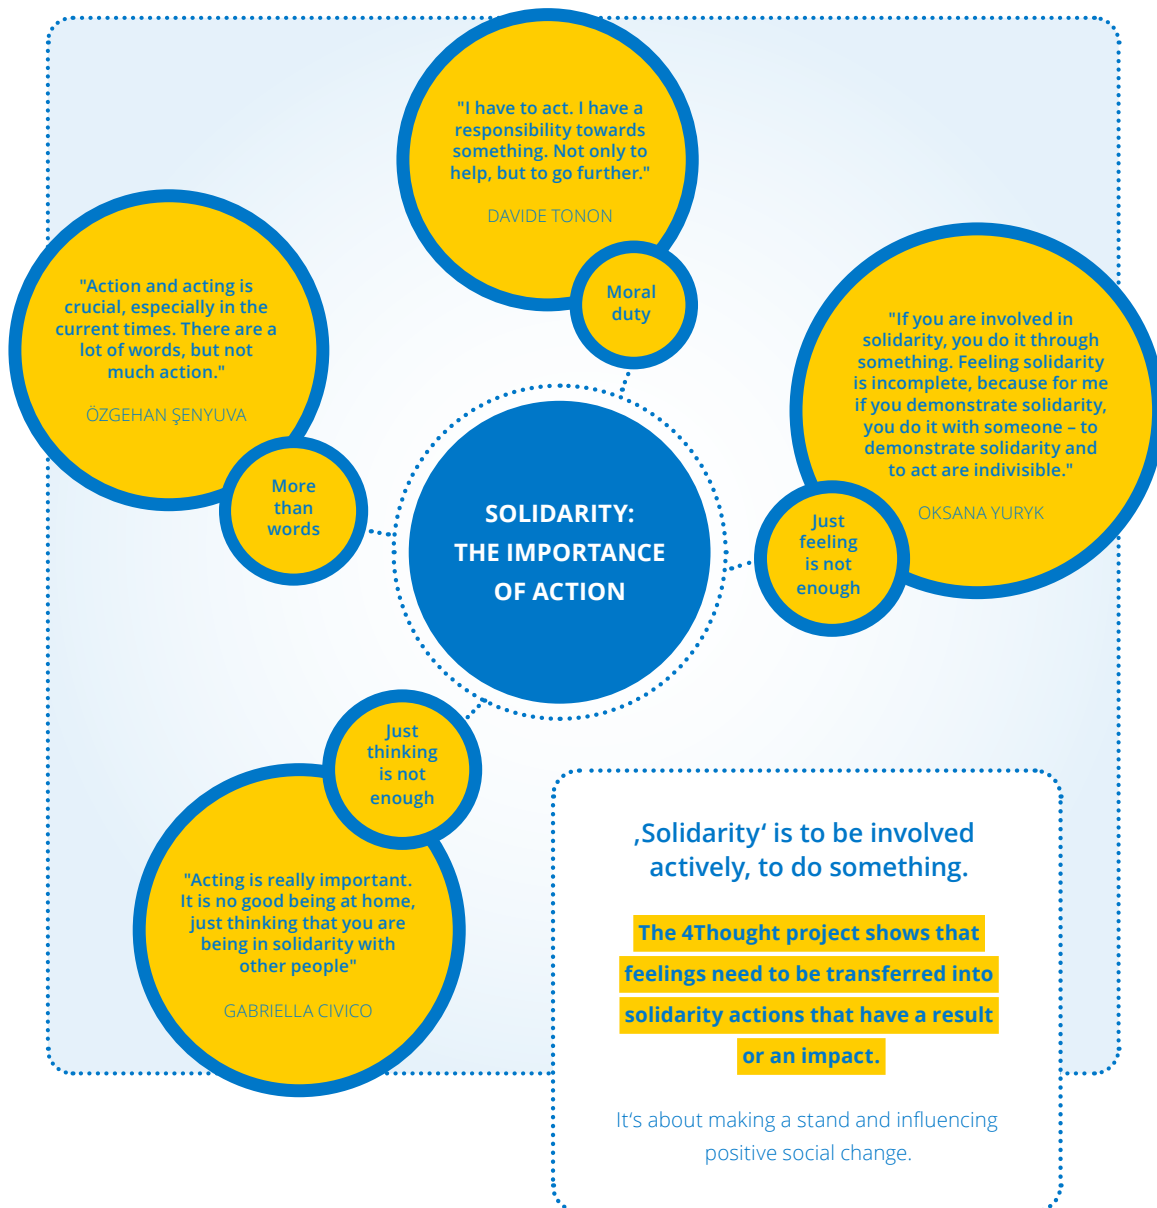 "I have to act. I have a
responsibility towards
something. Not only to
help, but to go further."
DAVIDE TONON
Moral
duty
"Action and acting is
crucial, especially in the
current times. There are a
lot of words, but not
much action."
ÖZGEHAN ŞENYUVA
More
than
words
"If you are involved in
solidarity, you do it through
something. Feeling solidarity
is incomplete, because for me
if you demonstrate solidarity,
you do it with someone – to
demonstrate solidarity and
to act are indivisible."
OKSANA YURYK
Just
feeling
is not
enough
SOLIDARITY:
THE IMPORTANCE
OF ACTION
Just
thinking
is not
enough
"Acting is really important.
It is no good being at home,
just thinking that you are
being in solidarity with
other people"
GABRIELLA CIVICO
‚Solidarity‘ is to be involved
actively, to do something.
The 4Thought project shows that
feelings need to be transferred into
solidarity actions that have a result
or an impact.
It‘s about making a stand and influencing
positive social change.